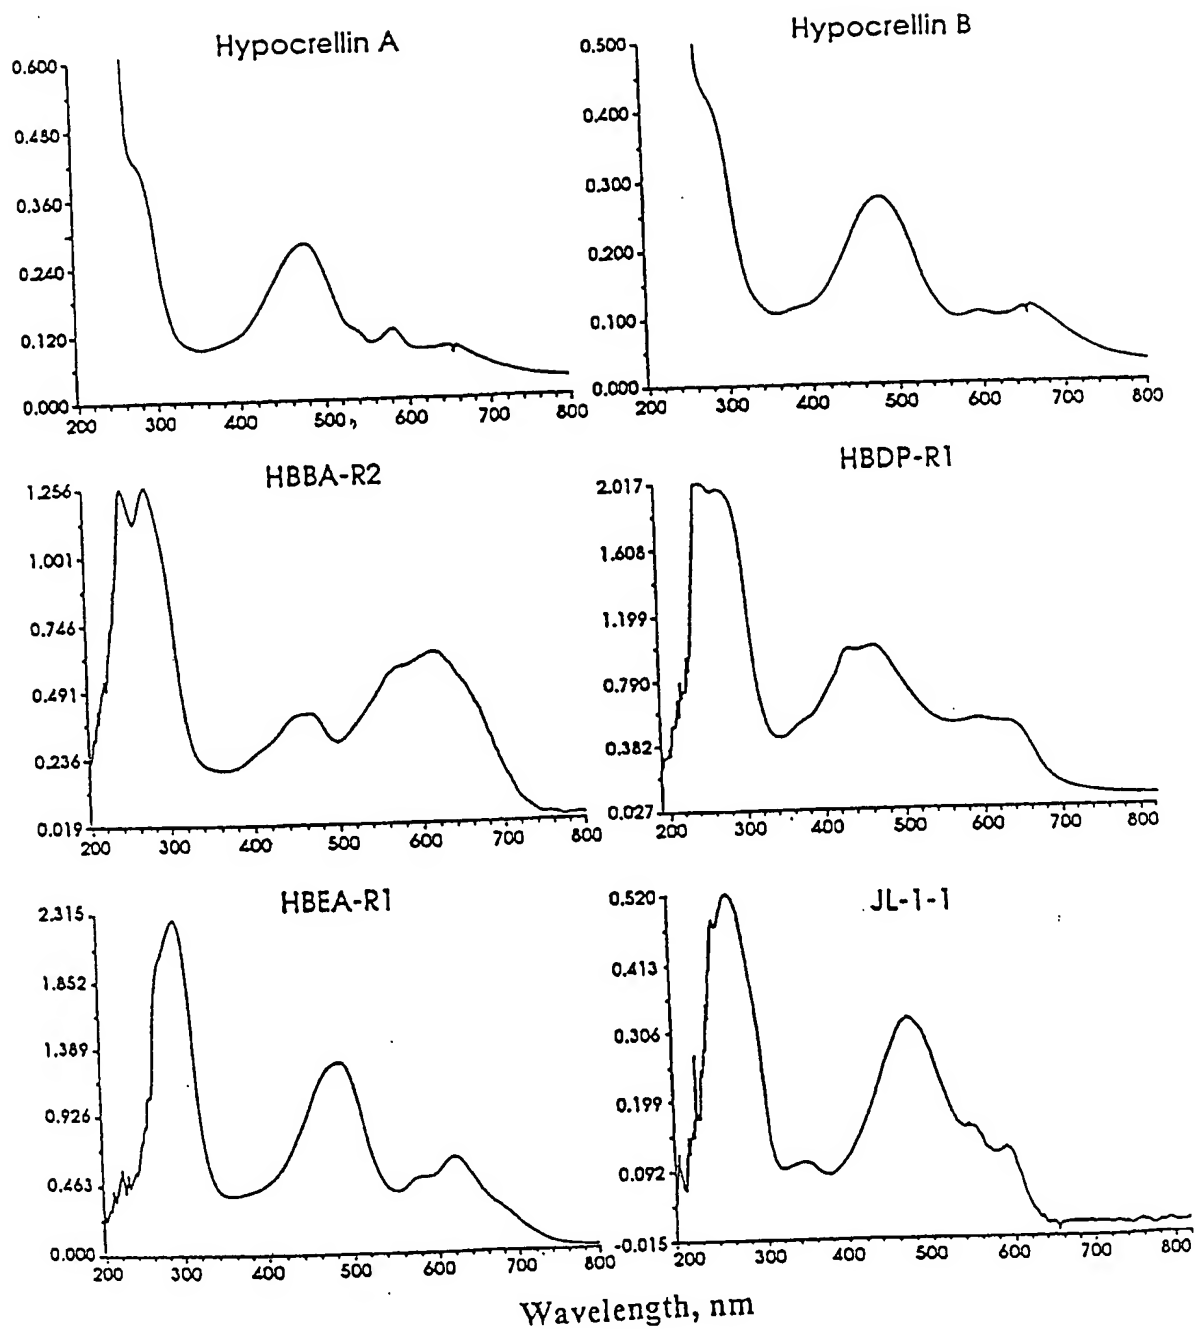 Hypocrellin A
0.600
0.480
0.360
0.240
0.120
0.000
200 300 400 500 600 700 800
Hypocrellin B
0.500
0.400
0.300
0.200
0.100
0.000
200 300 400 500 600 700 800
HBBA-R2
1.256
1.001
0.746
0.491
0.236
0.019
200 300 400 500 600 700 800
HBDP-R1
2.017
1.608
1.199
0.790
0.382
0.027
200 300 400 500 600 700 800
HBEA-R1
2.315
1.852
1.389
0.926
0.463
0.000
200 300 400 500 600 700 800
JL-1-1
0.520
0.413
0.306
0.199
0.092
-0.015
200 300 400 500 600 700 800
Wavelength, nm